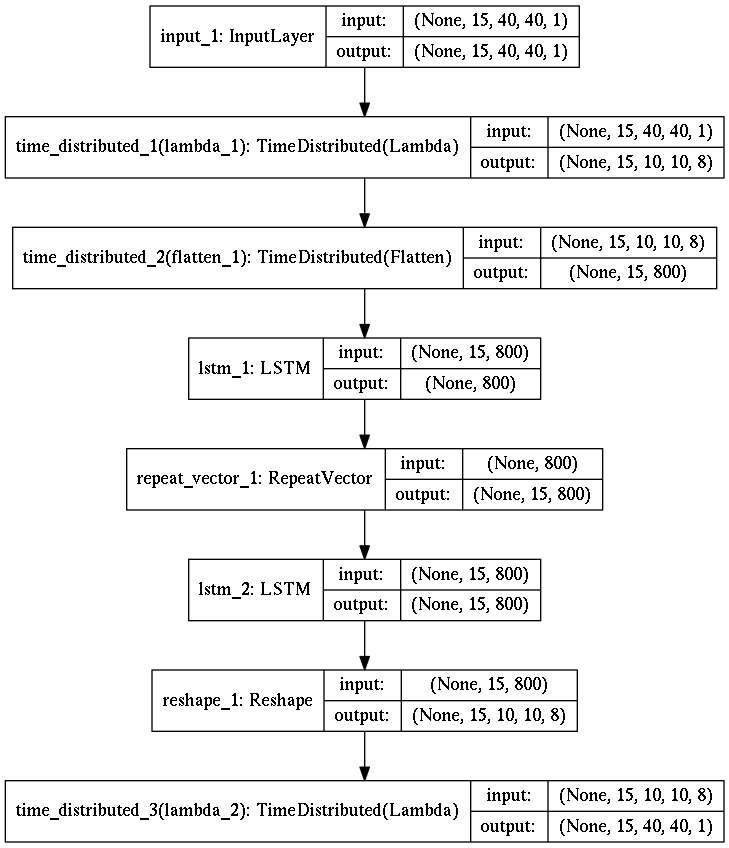 input_1: InputLayer
input: (None, 15, 40, 40, 1)
output: (None, 15, 40, 40, 1)
time_distributed_1(lambda_1): TimeDistributed(Lambda)
input: (None, 15, 40, 40, 1)
output: (None, 15, 10, 10, 8)
time_distributed_2(flatten_1): TimeDistributed(Flatten)
input: (None, 15, 10, 10, 8)
output: (None, 15, 800)
lstm_1: LSTM
input: (None, 15, 800)
output: (None, 800)
repeat_vector_1: RepeatVector
input: (None, 800)
output: (None, 15, 800)
lstm_2: LSTM
input: (None, 15, 800)
output: (None, 15, 800)
reshape_1: Reshape
input: (None, 15, 800)
output: (None, 15, 10, 10, 8)
time_distributed_3(lambda_2): TimeDistributed(Lambda)
input: (None, 15, 10, 10, 8)
output: (None, 15, 40, 40, 1)